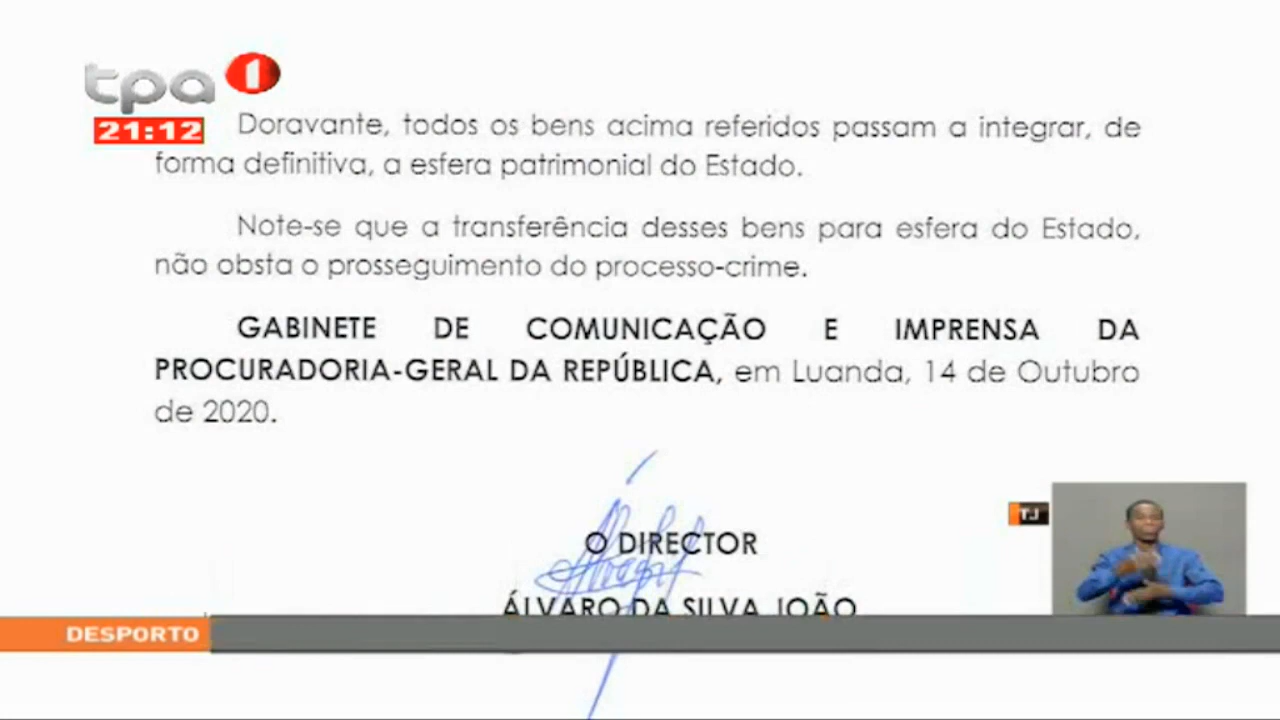 tpa 1
21:12
Doravante, todos os bens acima referidos passam a integrar, de
forma definitiva, a esfera patrimonial do Estado.
Note-se que a transferência desses bens para esfera do Estado,
não obsta o prosseguimento do processo-crime.
GABINETE DE COMUNICAÇÃO E IMPRENSA DA
PROCURADORIA-GERAL DA REPÚBLICA, em Luanda, 14 de Outubro
de 2020.
TJ
O DIRECTOR
ÁLVARO DA SILVA JOÃO
DESPORTO